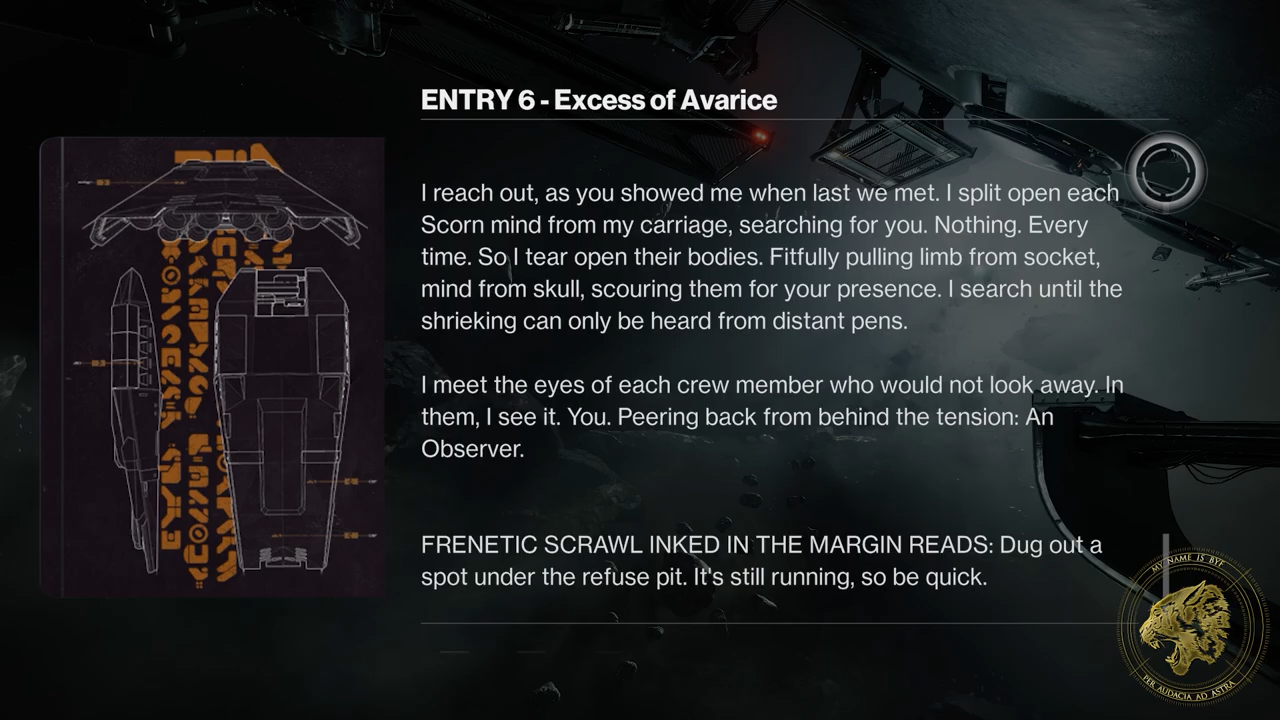 ENTRY 6 - Excess of Avarice
I reach out, as you showed me when last we met. I split open each
Scorn mind from my carriage, searching for you. Nothing. Every
time. So I tear open their bodies. Fitfully pulling limb from socket,
mind from skull, scouring them for your presence. I search until the
shrieking can only be heard from distant pens.
I meet the eyes of each crew member who would not look away. In
them, I see it. You. Peering back from behind the tension: An
Observer.
FRENETIC SCRAWL INKED IN THE MARGIN READS: Dug out a
spot under the refuse pit. It's still running, so be quick.
MY NAME IS BYF
PER AUDACIA AD ASTRA